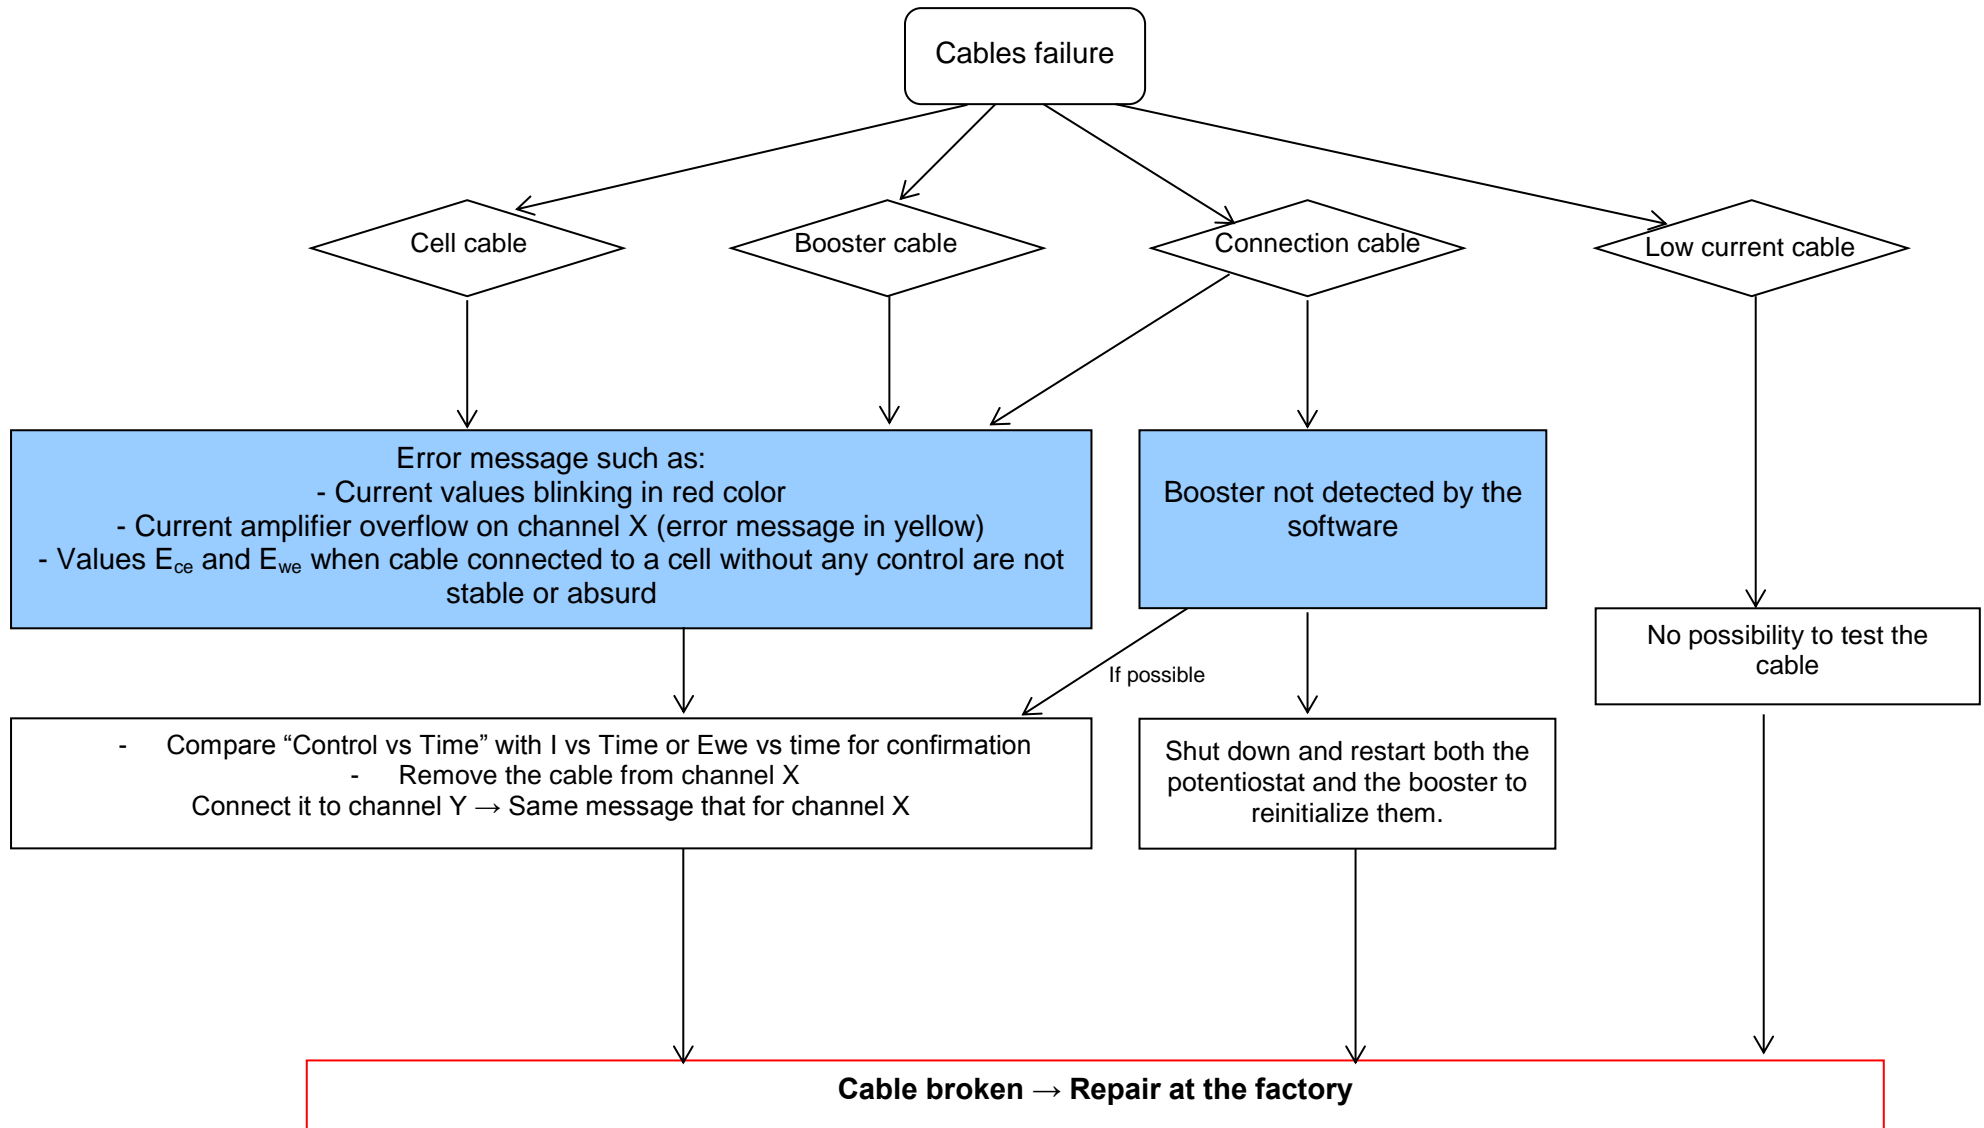 Cables failure
Cell cable
Booster cable
Connection cable
Low current cable
Error message such as:
- Current values blinking in red color
- Current amplifier overflow on channel X (error message in yellow)
- Values Ece and Ewe when cable connected to a cell without any control are not
stable or absurd
Booster not detected by the
software
No possibility to test the
cable
If possible
- Compare “Control vs Time” with I vs Time or Ewe vs time for confirmation
- Remove the cable from channel X
Connect it to channel Y → Same message that for channel X
Shut down and restart both the
potentiostat and the booster to
reinitialize them.
Cable broken → Repair at the factory